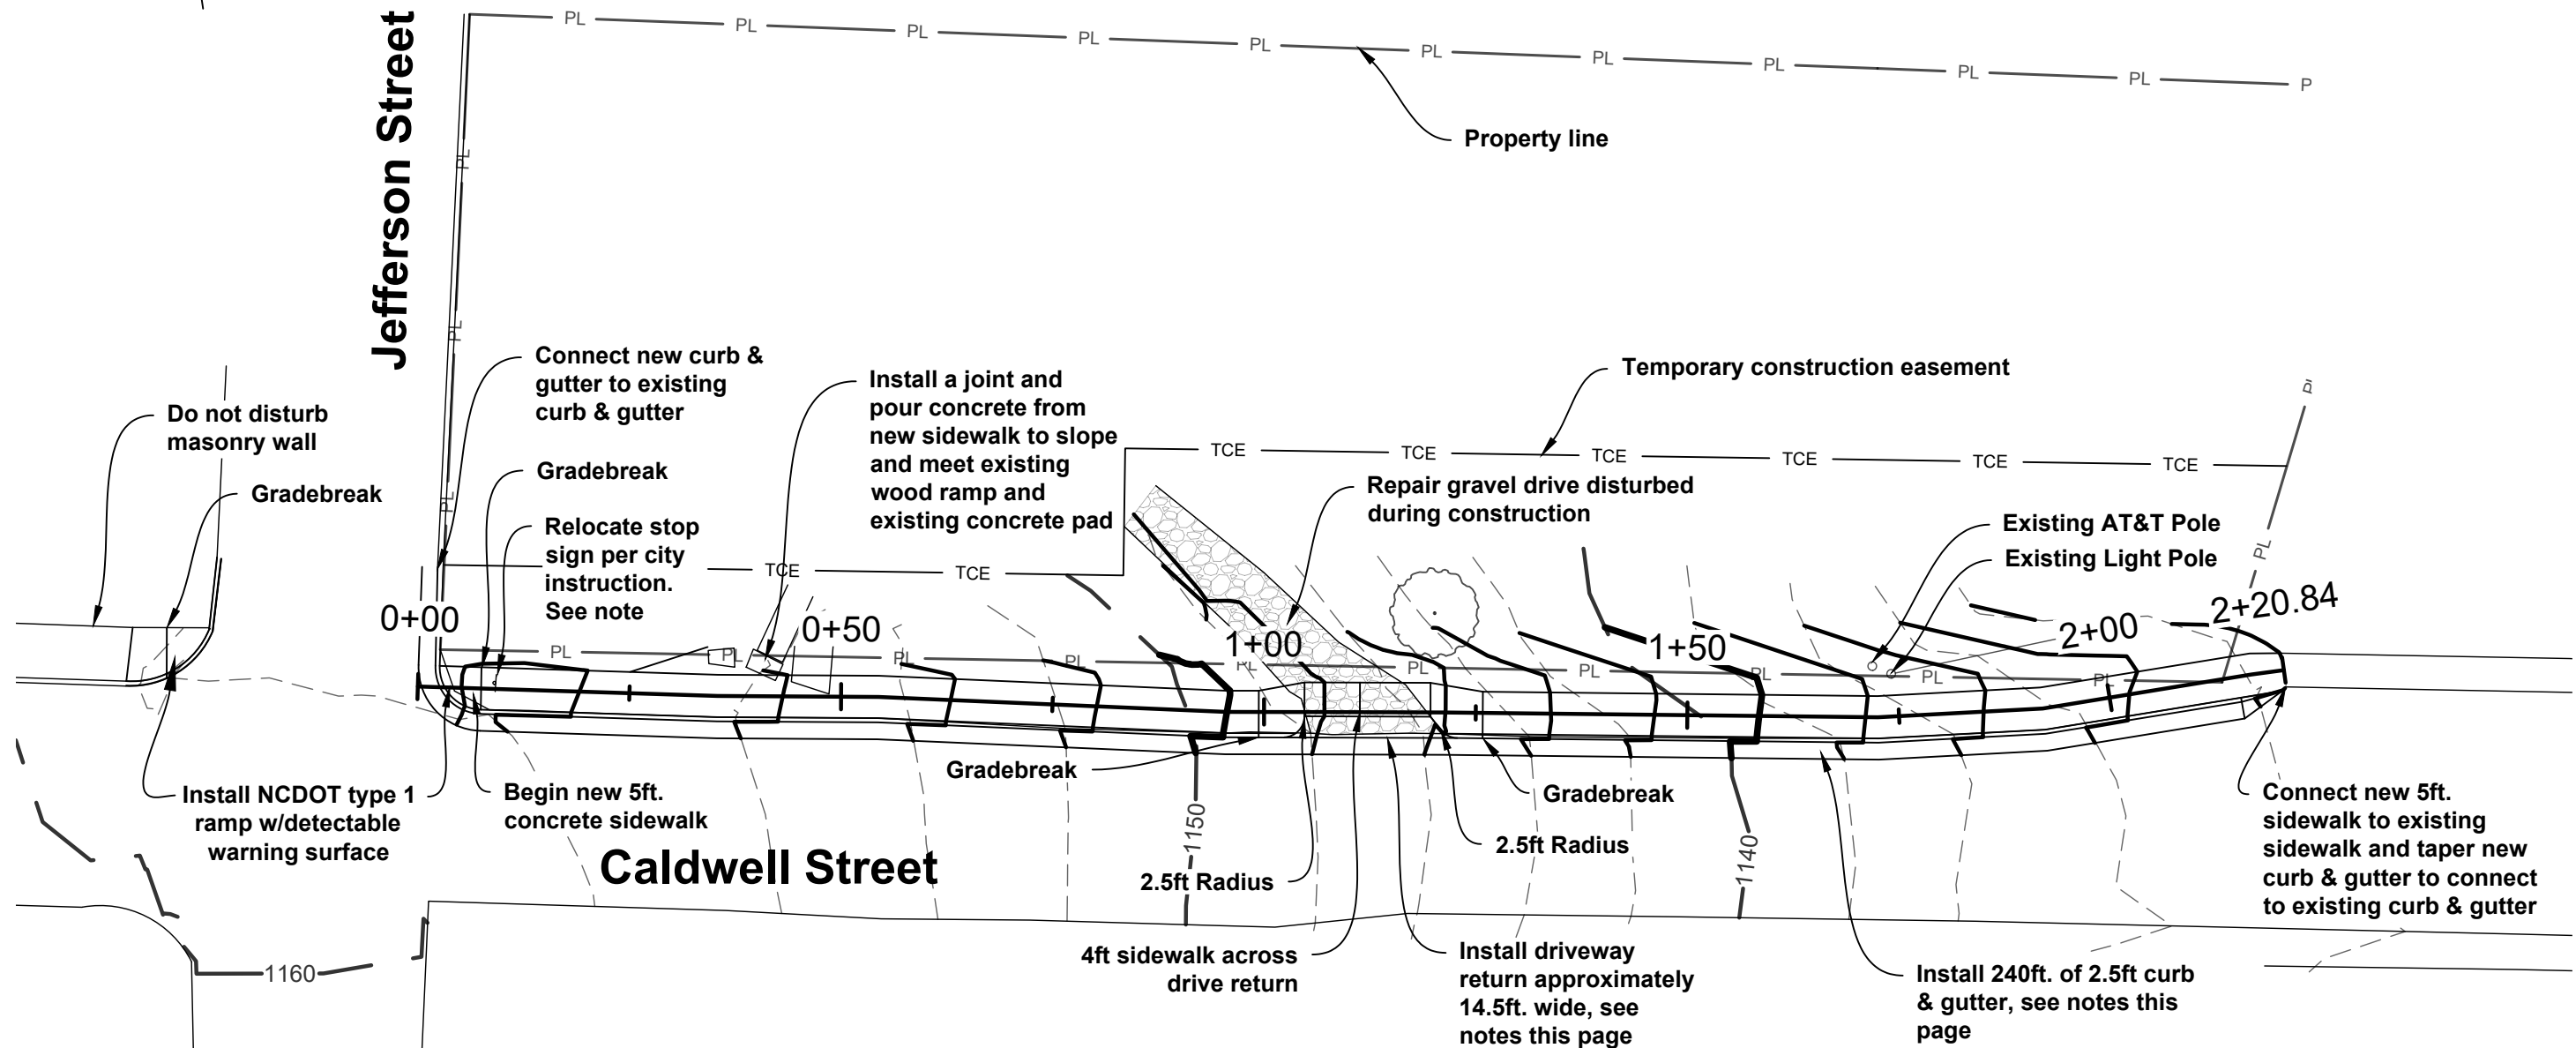 PL PL PL PL PL PL PL PL PL PL P
Jefferson Street
PL
PL
PL
Property line
Connect new curb &
gutter to existing
curb & gutter
Install a joint and
pour concrete from
new sidewalk to slope
and meet existing
wood ramp and
existing concrete pad
Temporary construction easement
Do not disturb
masonry wall
Gradebreak
Gradebreak
Relocate stop
sign per city
instruction.
See note
TCE TCE TCE TCE TCE TCE
Repair gravel drive disturbed
during construction
Existing AT&T Pole
Existing Light Pole
PL
TCE TCE
0+00
0+50
1+00
1+50
2+00
2+20.84
PL PL PL PL PL PL PL PL PL PL
Install NCDOT type 1
ramp w/detectable
warning surface
Begin new 5ft.
concrete sidewalk
Gradebreak
Gradebreak
1150
1140
Caldwell Street
2.5ft Radius
2.5ft Radius
Connect new 5ft.
sidewalk to existing
sidewalk and taper new
curb & gutter to connect
to existing curb & gutter
1160
4ft sidewalk across
drive return
Install driveway
return approximately
14.5ft. wide, see
notes this page
Install 240ft. of 2.5ft curb
& gutter, see notes this
page